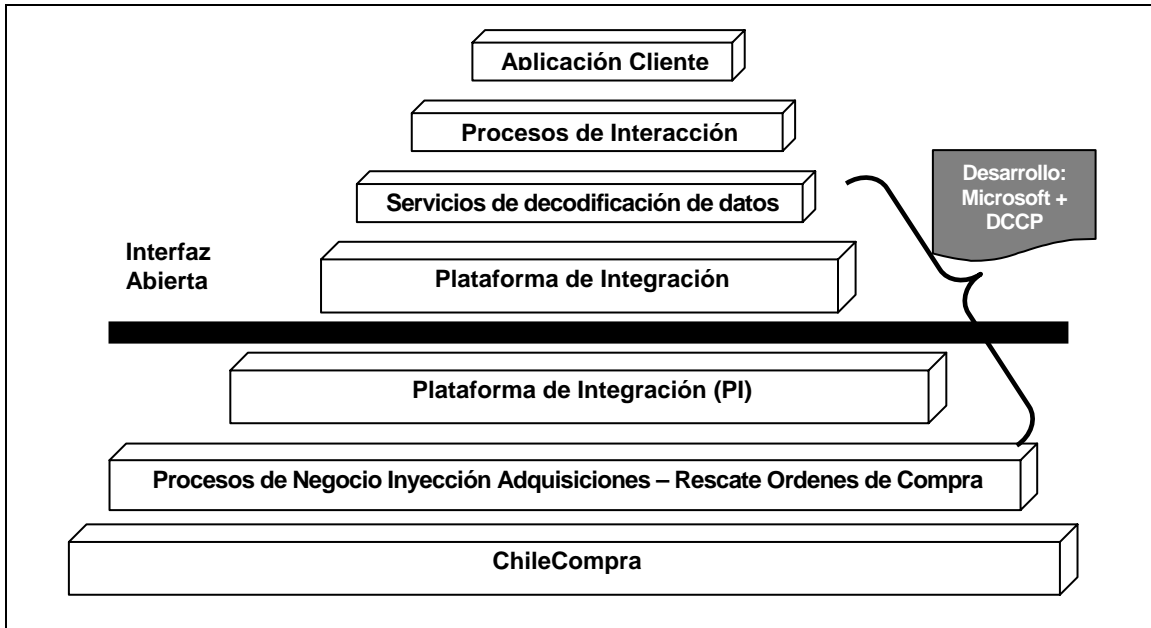 Aplicación Cliente
Procesos de Interacción
Servicios de decodificación de datos
Desarrollo:
Microsoft +
DCCP
Interfaz
Abierta
Plataforma de Integración
Plataforma de Integración (PI)
Procesos de Negocio Inyección Adquisiciones – Rescate Ordenes de Compra
ChileCompra